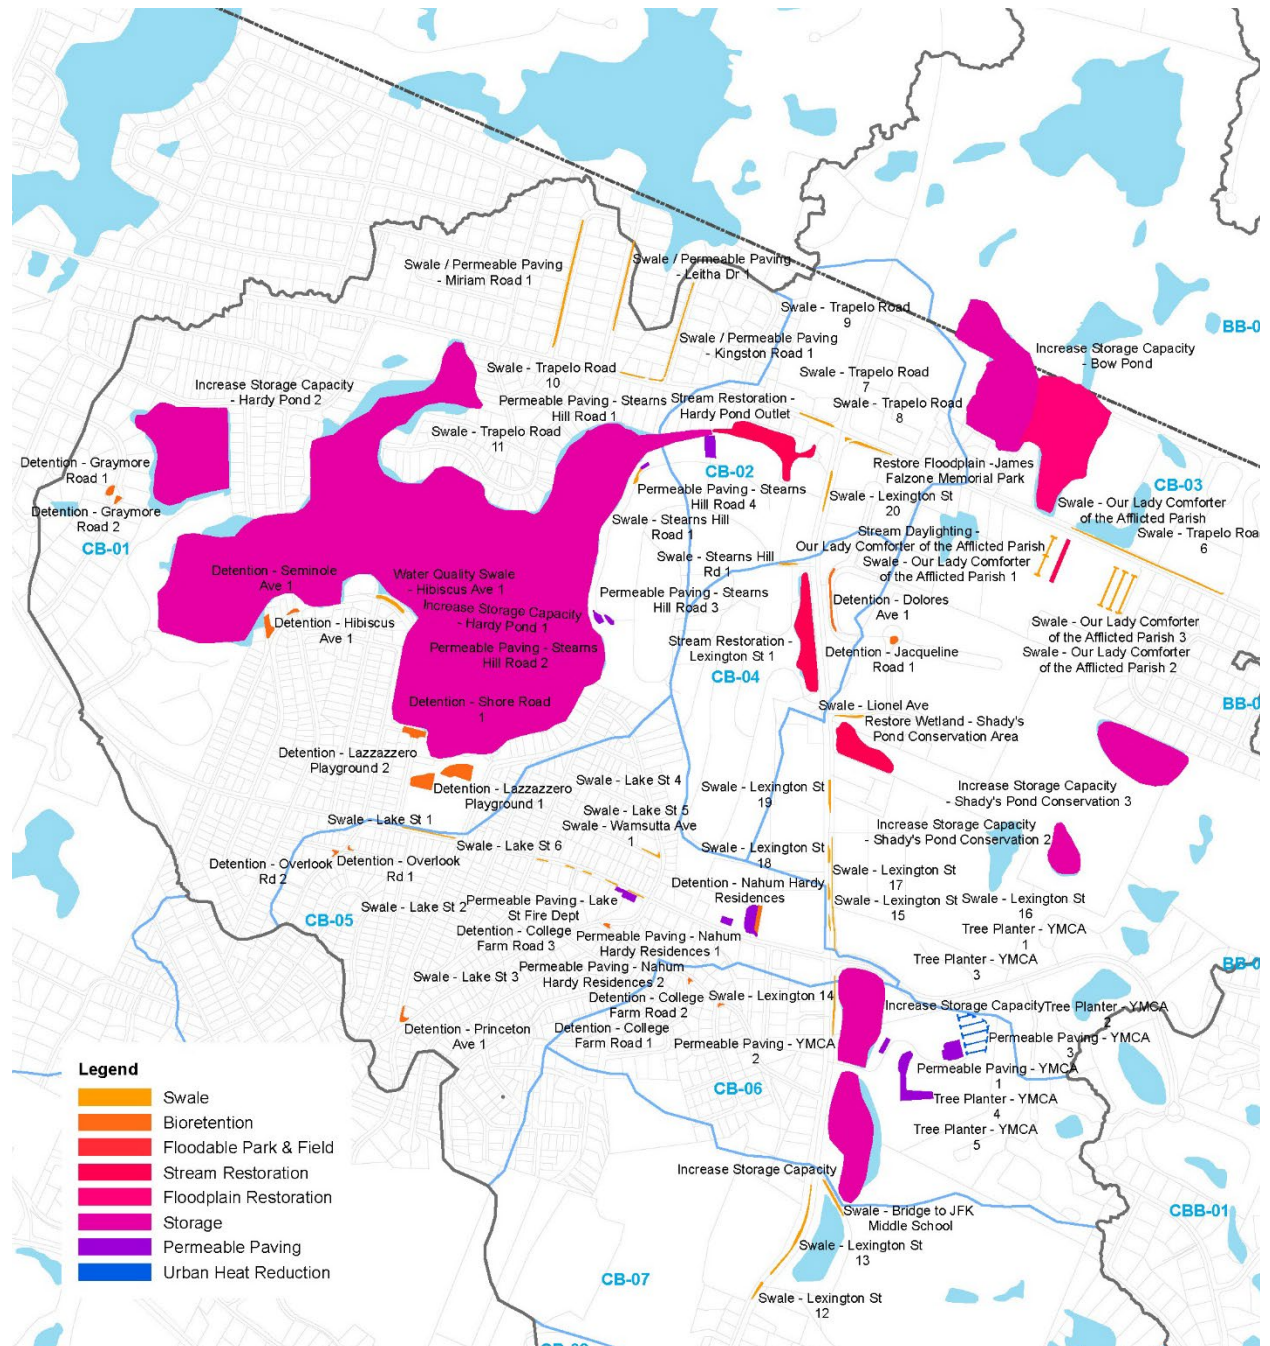 Swale / Permeable Paving
- Miriam Road 1
Swale / Permeable Paving
- Leitha Dr 1
Swale - Trapelo Road
9
BB-0
Swale / Permeable Paving
- Kingston Road 1
Increase Storage Capacity
- Bow Pond
Swale - Trapelo Road
10
Swale - Trapelo Road
7
Increase Storage Capacity
- Hardy Pond 2
Permeable Paving - Stearns
Hill Road 1
Stream Restoration -
Hardy Pond Outlet
Swale - Trapelo Road
8
Swale - Trapelo Road
11
Detention - Graymore
Road 1
CB-02
Restore Floodplain -James
Falzone Memorial Park
CB-03
Permeable Paving - Stearns
Hill Road 4
Swale - Lexington St
20
Swale - Our Lady Comforter
of the Afflicted Parish
Detention - Graymore
Road 2
Swale - Stearns Hill
Road 1
Stream Daylighting -
Our Lady Comforter of the Afflicted Parish
Swale - Trapelo Roa
6
CB-01
Swale - Stearns Hill
Rd 1
Swale - Our Lady Comforter
of the Afflicted Parish 1
Detention - Seminole
Ave 1
Water Quality Swale
- Hibiscus Ave 1
Permeable Paving - Stearns
Hill Road 3
Detention - Dolores
Ave 1
Increase Storage Capacity
- Hardy Pond 1
Detention - Hibiscus
Ave 1
Swale - Our Lady Comforter
of the Afflicted Parish 3
Permeable Paving - Stearns
Hill Road 2
Stream Restoration -
Lexington St 1
Detention - Jacqueline
Road 1
Swale - Our Lady Comforter
of the Afflicted Parish 2
CB-04
Detention - Shore Road
1
Swale - Lionel Ave
BB-0
Restore Wetland - Shady's
Pond Conservation Area
Detention - Lazzazzero
Playground 2
Swale - Lake St 4
Swale - Lexington St
19
Increase Storage Capacity
- Shady's Pond Conservation 3
Detention - Lazzazzero
Playground 1
Swale - Lake St 5
Swale - Lake St 1
Swale - Wamsutta Ave
1
Increase Storage Capacity
- Shady's Pond Conservation 2
Swale - Lake St 6
Swale - Lexington St
18
Detention - Overlook
Rd 2
Detention - Overlook
Rd 1
Swale - Lexington St
17
Detention - Nahum Hardy
Residences
Swale - Lake St 2
Permeable Paving - Lake
St Fire Dept
Swale - Lexington St
15
Swale - Lexington St
16
CB-05
Detention - College
Farm Road 3
Permeable Paving - Nahum
Hardy Residences 1
Tree Planter - YMCA
1
Swale - Lake St 3
Permeable Paving - Nahum
Hardy Residences 2
Tree Planter - YMCA
3
BB-0
Detention - College
Farm Road 2
Swale - Lexington 14
Increase Storage Capacity
Tree Planter - YMCA
2
Detention - Princeton
Ave 1
Detention - College
Farm Road 1
Permeable Paving - YMCA
2
Permeable Paving - YMCA
3
Permeable Paving - YMCA
1
CB-06
Tree Planter - YMCA
4
Tree Planter - YMCA
5
Increase Storage Capacity
Swale - Bridge to JFK
Middle School
CBB-01
Swale - Lexington St
13
CB-07
Swale - Lexington St
12
Legend
Swale
Bioretention
Floodable Park & Field
Stream Restoration
Floodplain Restoration
Storage
Permeable Paving
Urban Heat Reduction